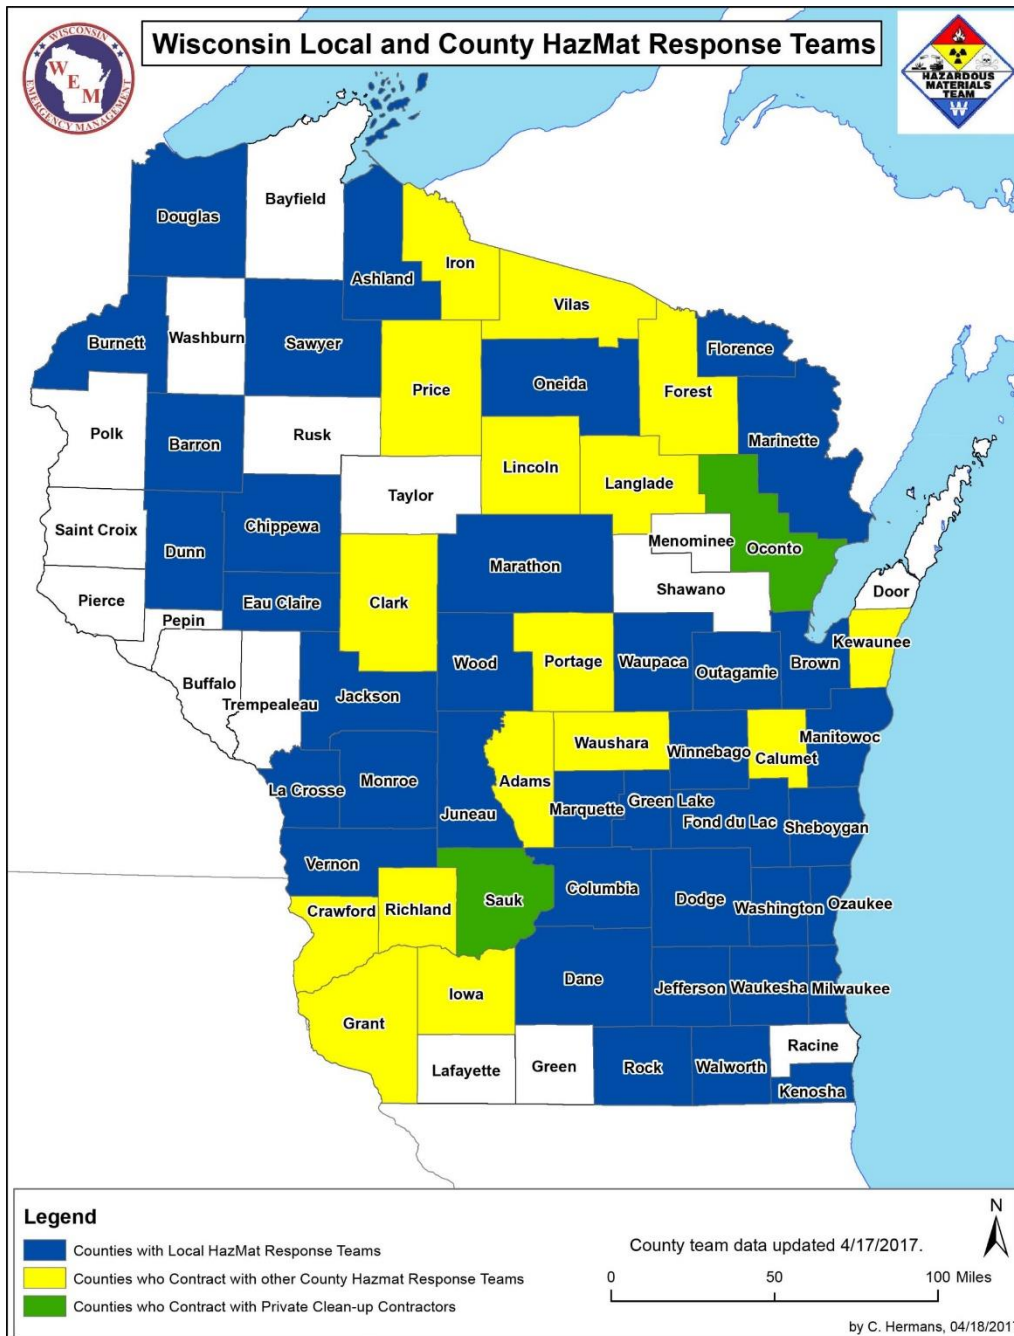 Wisconsin Local and County HazMat Response Teams
WISCONSIN
WEM
EMERGENCY MANAGEMENT
HAZARDOUS
MATERIALS
TEAM
W
Bayfield
Douglas
Iron
Ashland
Vilas
Washburn
Burnett
Sawyer
Florence
Price
Oneida
Forest
Polk
Rusk
Barron
Marinette
Lincoln
Langlade
Taylor
Saint Croix
Chippewa
Menominee
Oconto
Dunn
Marathon
Shawano
Door
Pierce
Eau Claire
Clark
Pepin
Kewaunee
Wood
Portage
Waupaca
Outagamie
Brown
Buffalo
Jackson
Trempealeau
Waushara
Winnebago
Manitowoc
Calumet
Adams
La Crosse
Monroe
Juneau
Marquette
Green Lake
Fond du Lac
Sheboygan
Vernon
Columbia
Sauk
Dodge
Ozaukee
Crawford
Richland
Washington
Dane
Jefferson
Waukesha
Milwaukee
Iowa
Grant
Racine
Lafayette
Green
Rock
Walworth
Kenosha
Legend
Counties with Local HazMat Response Teams
Counties who Contract with other County Hazmat Response Teams
Counties who Contract with Private Clean-up Contractors
County team data updated 4/17/2017.
N
0 50 100 Miles
by C. Hermans, 04/18/2017